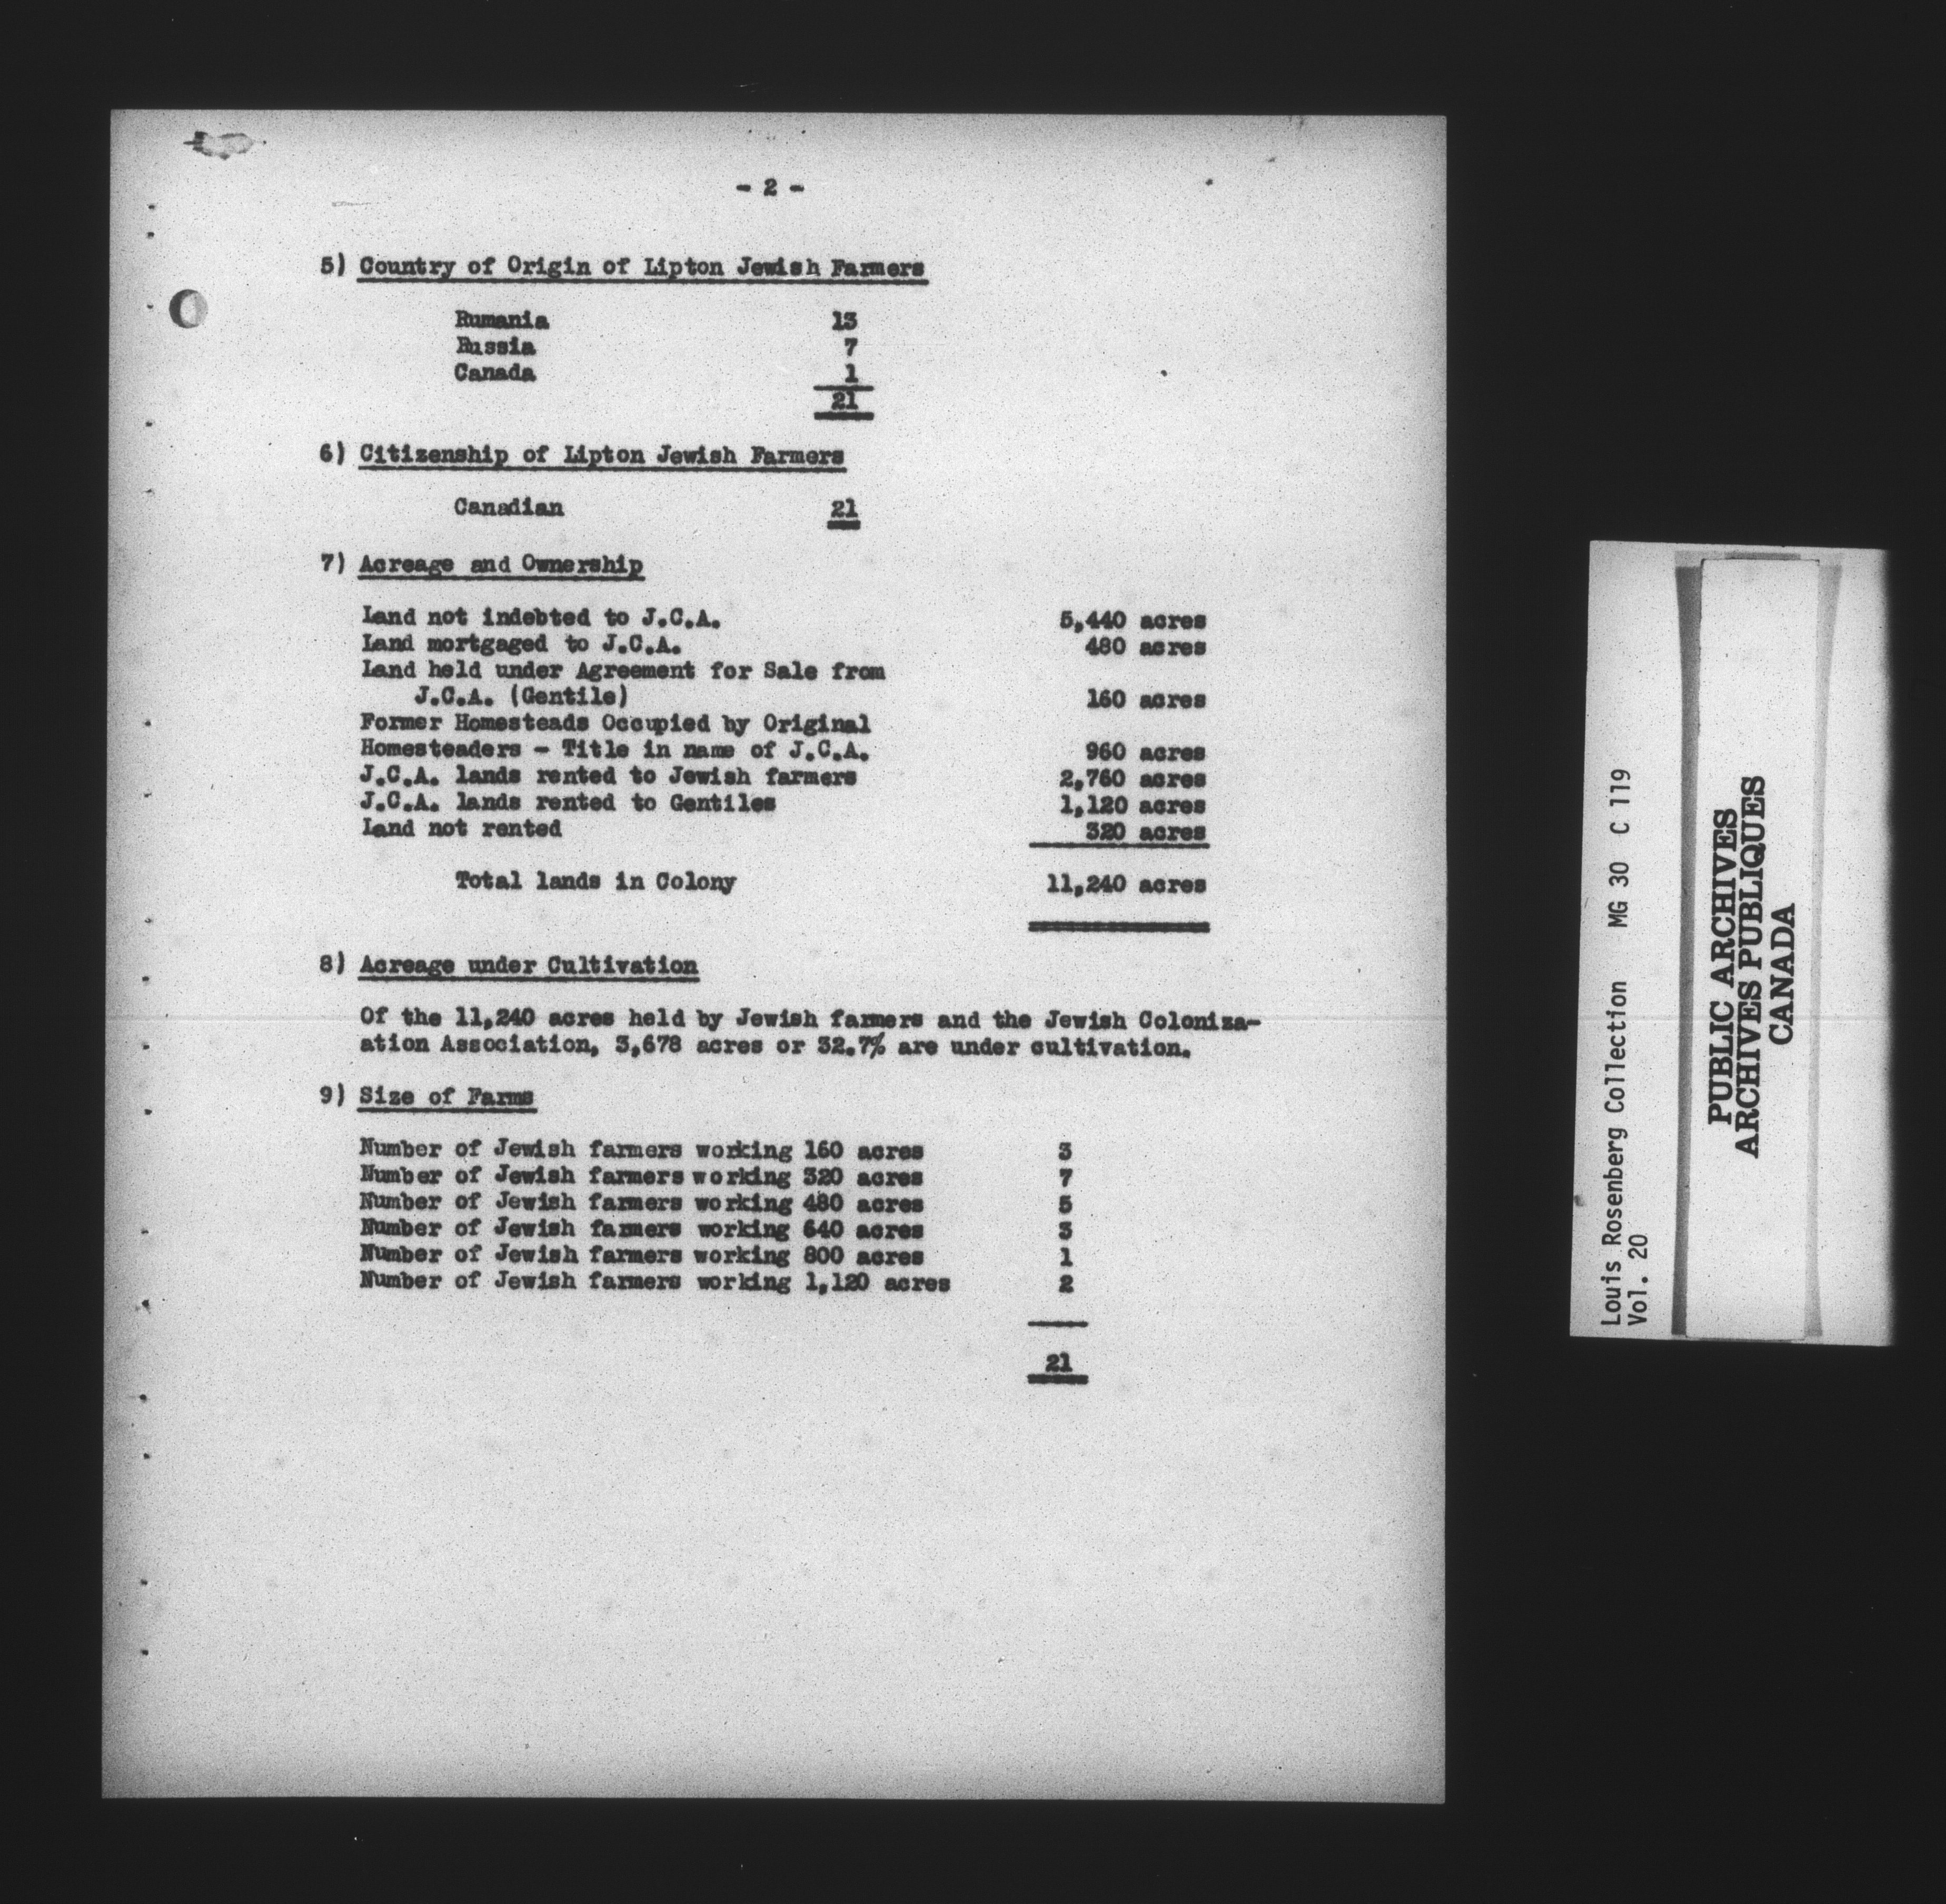 - 2 -
5) Country of Origin of Lipton Jewish Farmers
Rumania 13
Russia 7
Canada 1
21
6) Citizenship of Lipton Jewish Farmers
Canadian 21
7) Acreage and Ownership
Land not indebted to J.C.A. 5,440 acres
Land mortgaged to J.C.A. 480 acres
Land held under Agreement for Sale from
J.C.A. (Gentile) 160 acres
Former Homesteads Occupied by Original
Homesteaders - Title in name of J.C.A. 960 acres
J.C.A. lands rented to Jewish farmers 2,760 acres
J.C.A. lands rented to Gentiles 1,120 acres
Land not rented 320 acres
Total lands in Colony 11,240 acres
8) Acreage under Cultivation
Of the 11,240 acres held by Jewish farmers and the Jewish Coloniza-
ation Association, 3,678 acres or 32.7% are under cultivation.
9) Size of Farms
Number of Jewish farmers working 160 acres 3
Number of Jewish farmers working 320 acres 7
Number of Jewish farmers working 480 acres 5
Number of Jewish farmers working 640 acres 3
Number of Jewish farmers working 800 acres 1
Number of Jewish farmers working 1,120 acres 2
21
Louis Rosenberg Collection MG 30 C 119
Vol. 20
PUBLIC ARCHIVES
ARCHIVES PUBLIQUES
CANADA